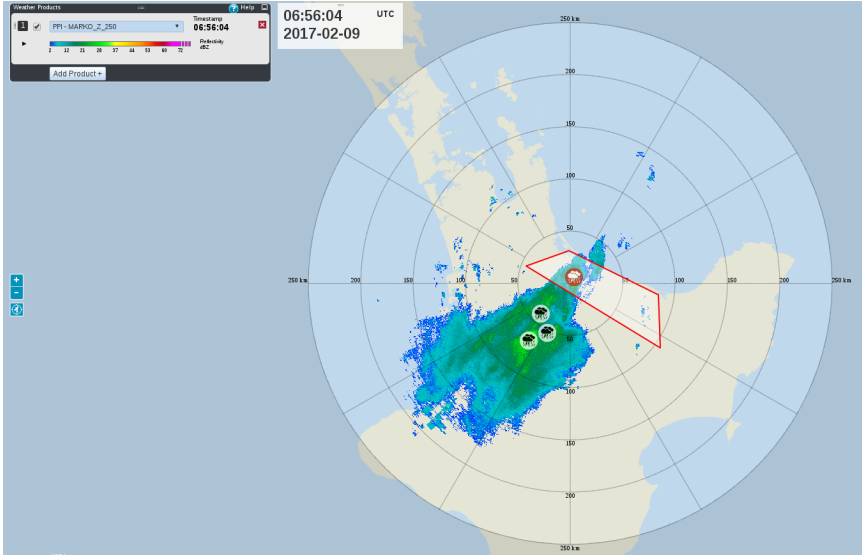 Weather Products
Help
1
PPI - MARKO_Z_250
Timestamp
06:56:04
2 12 21 28 37 44 53 60 72
Reflectivity
dBZ
Add Product +
06:56:04 UTC
2017-02-09
250 km
200
150
100
50
250 km 200 150 100 50 50 100 150 200 250 km
50
100
150
200
250 km